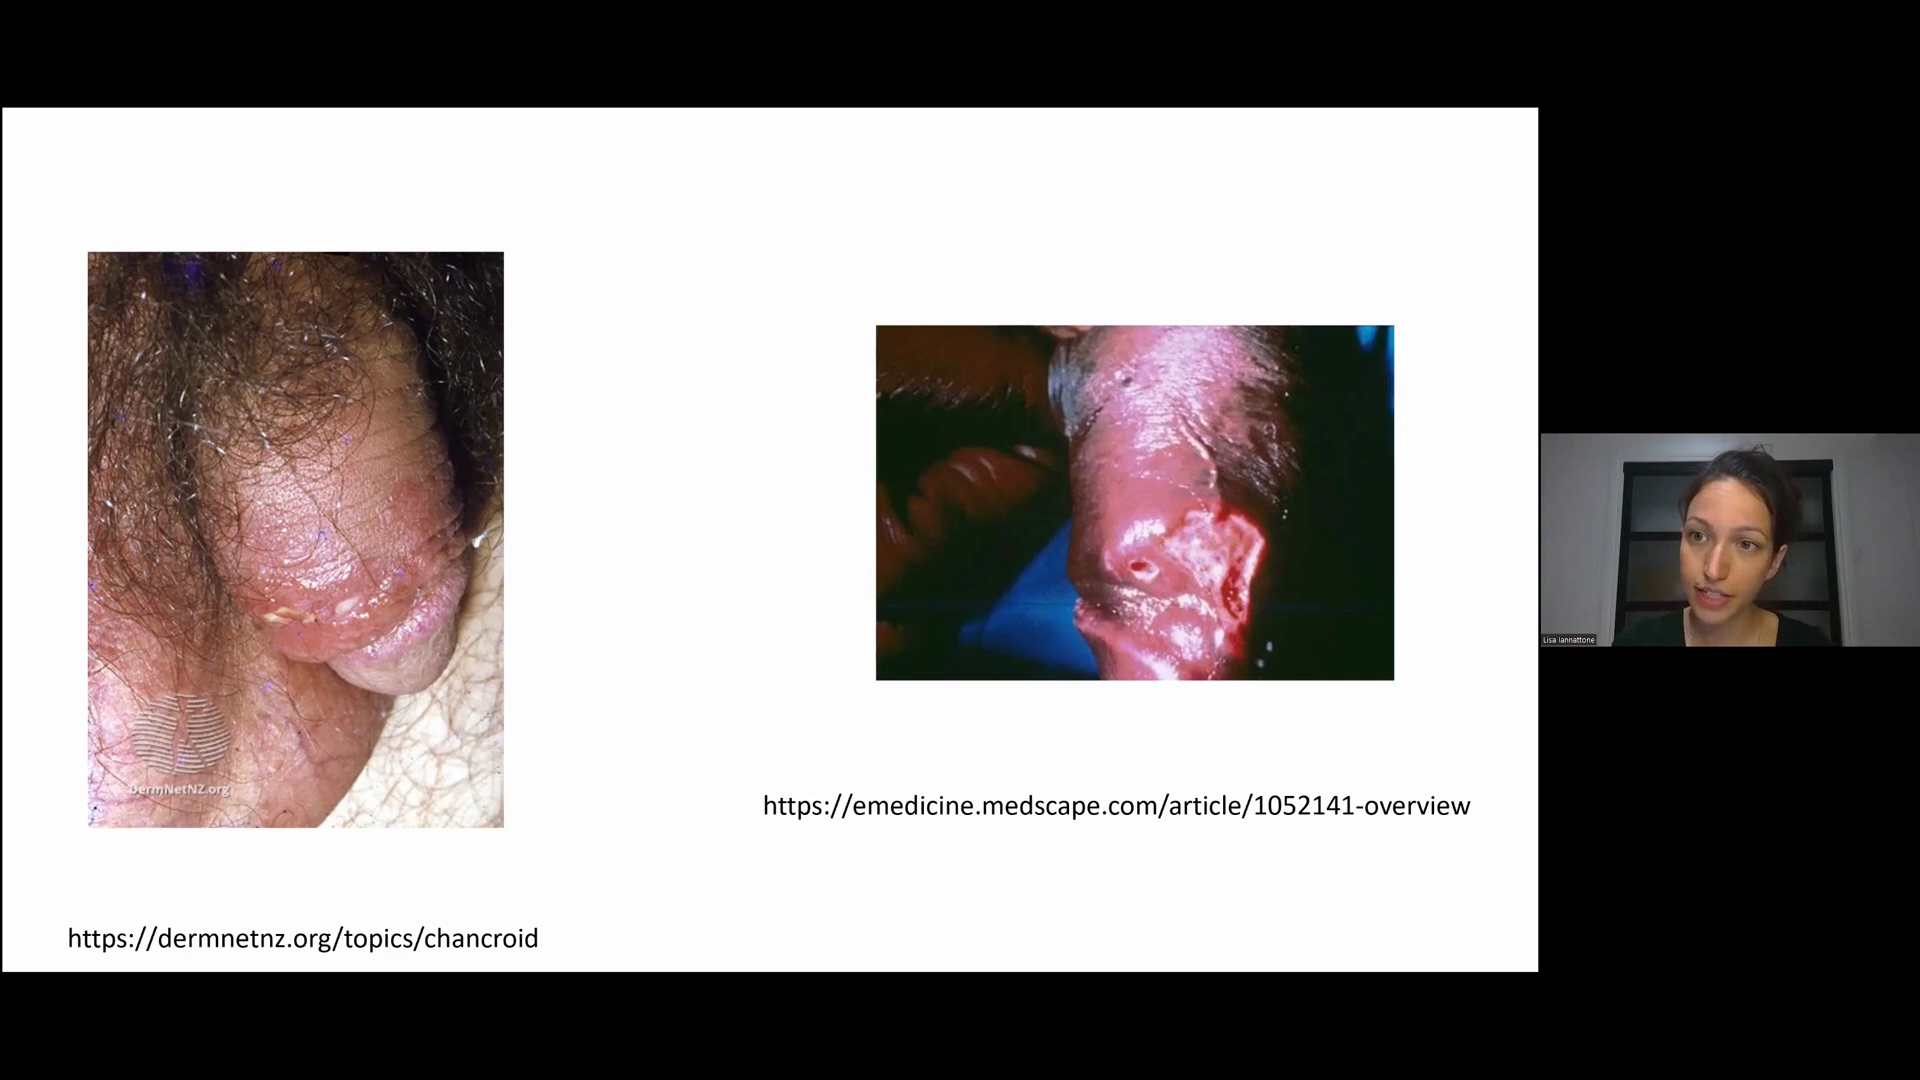 DermNetNZ.org
https://emedicine.medscape.com/article/1052141-overview
https://dermnetnz.org/topics/chancroid
Lisa Iannattone